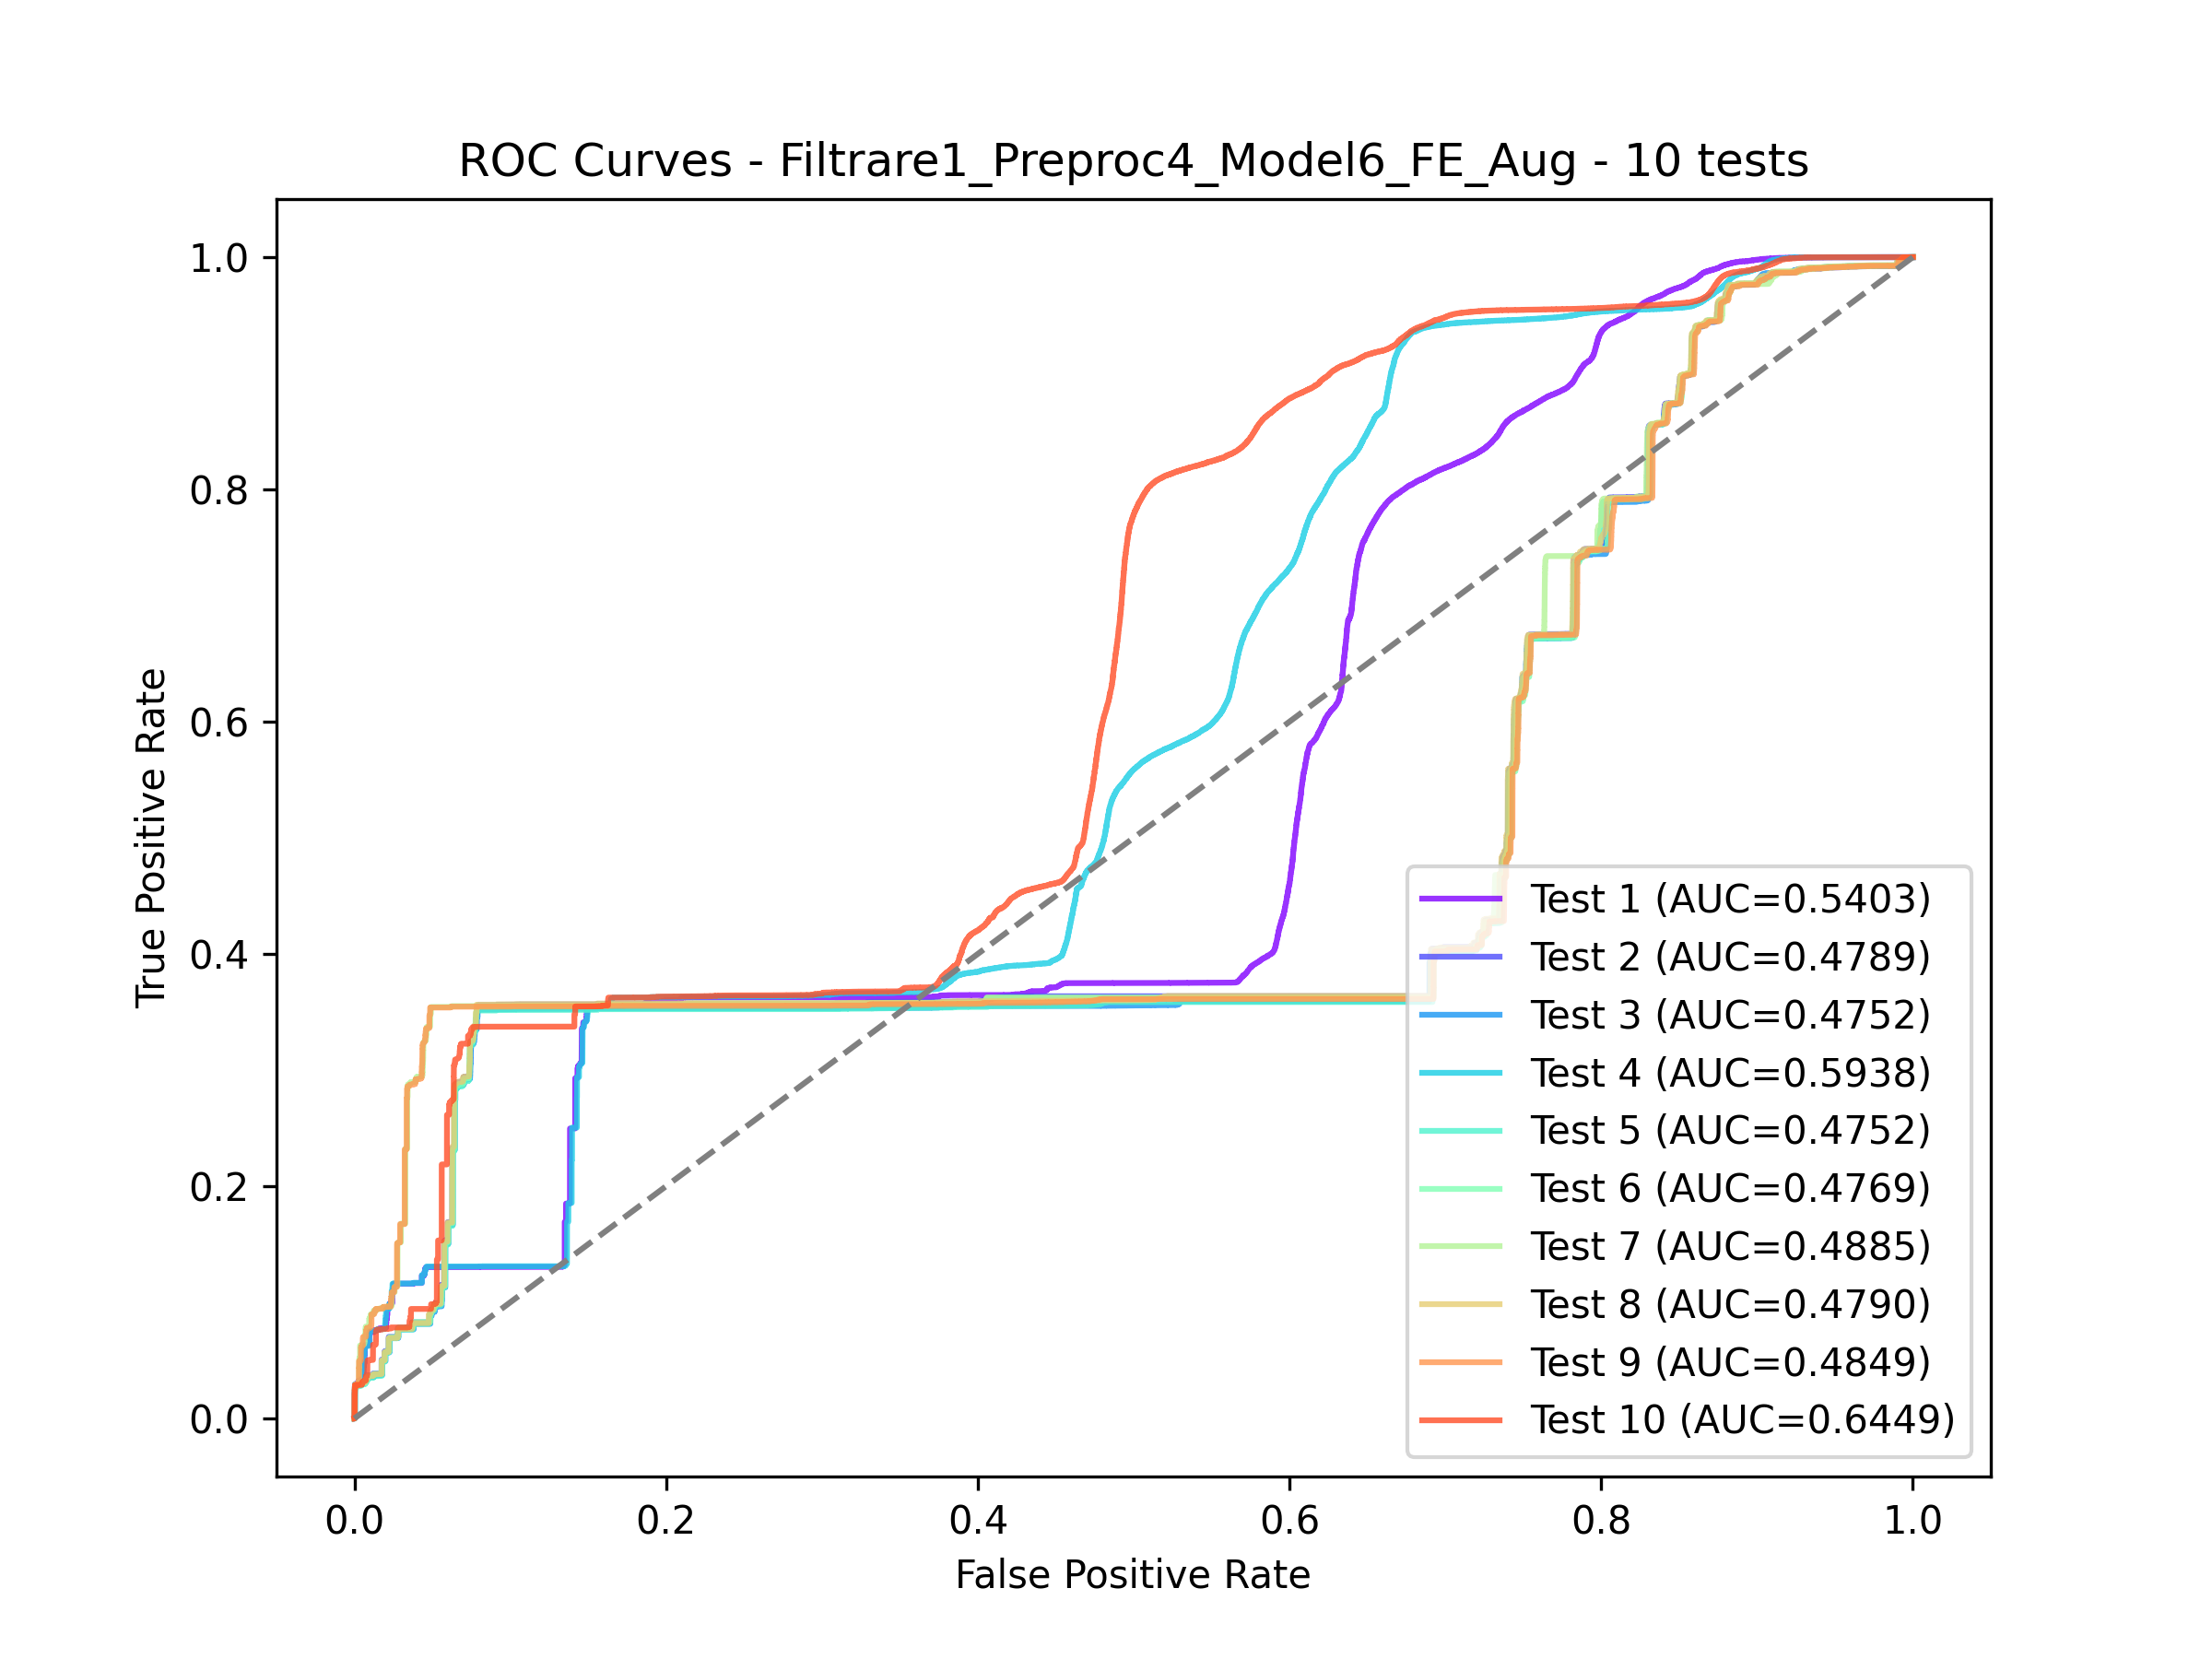 ROC Curves - Filtrare1_Preproc4_Model6_FE_Aug - 10 tests
True Positive Rate
1.0
0.8
0.6
0.4
0.2
0.0
0.0 0.2 0.4 0.6 0.8 1.0
False Positive Rate
Test 1 (AUC=0.5403)
Test 2 (AUC=0.4789)
Test 3 (AUC=0.4752)
Test 4 (AUC=0.5938)
Test 5 (AUC=0.4752)
Test 6 (AUC=0.4769)
Test 7 (AUC=0.4885)
Test 8 (AUC=0.4790)
Test 9 (AUC=0.4849)
Test 10 (AUC=0.6449)